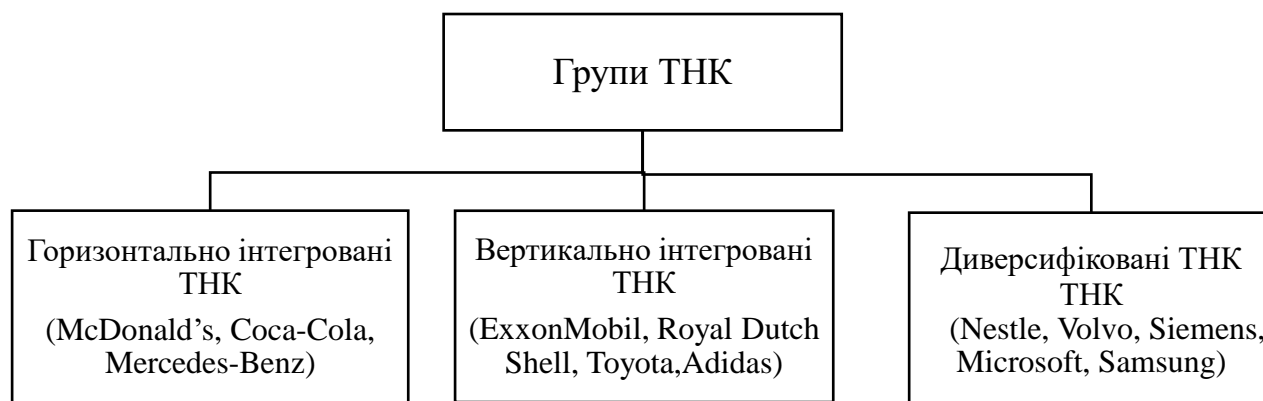 Групи ТНК
Горизонтально інтегровані
ТНК
(McDonald’s, Coca-Cola,
Mercedes-Benz)
Вертикально інтегровані
ТНК
(ExxonMobil, Royal Dutch
Shell, Toyota,Adidas)
Диверсифіковані ТНК
ТНК
(Nestle, Volvo, Siemens,
Microsoft, Samsung)